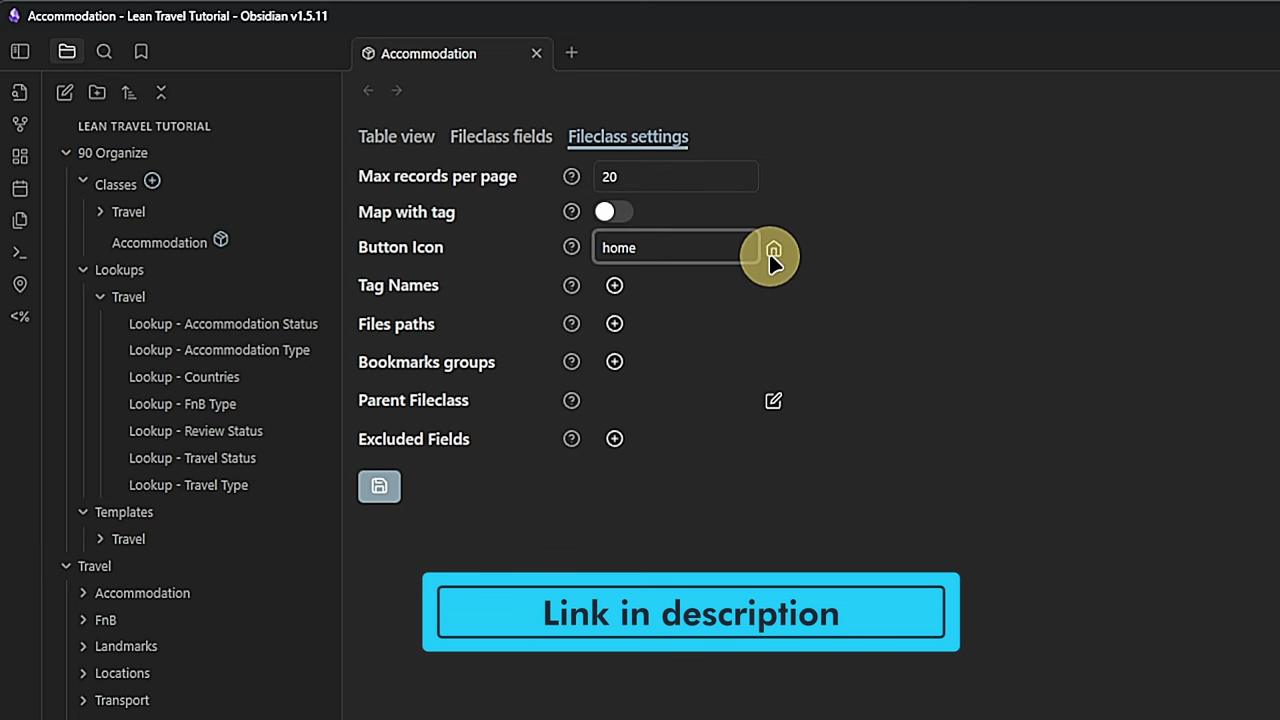 Accommodation - Lean Travel Tutorial - Obsidian v1.5.11
Accommodation
LEAN TRAVEL TUTORIAL
90 Organize
Classes
Travel
Accommodation
Lookups
Travel
Lookup - Accommodation Status
Lookup - Accommodation Type
Lookup - Countries
Lookup - FnB Type
Lookup - Review Status
Lookup - Travel Status
Lookup - Travel Type
Templates
Travel
Travel
Accommodation
FnB
Landmarks
Locations
Transport
Table view Fileclass fields Fileclass settings
Max records per page 20
Map with tag
Button Icon home
Tag Names
Files paths
Bookmarks groups
Parent Fileclass
Excluded Fields
Link in description